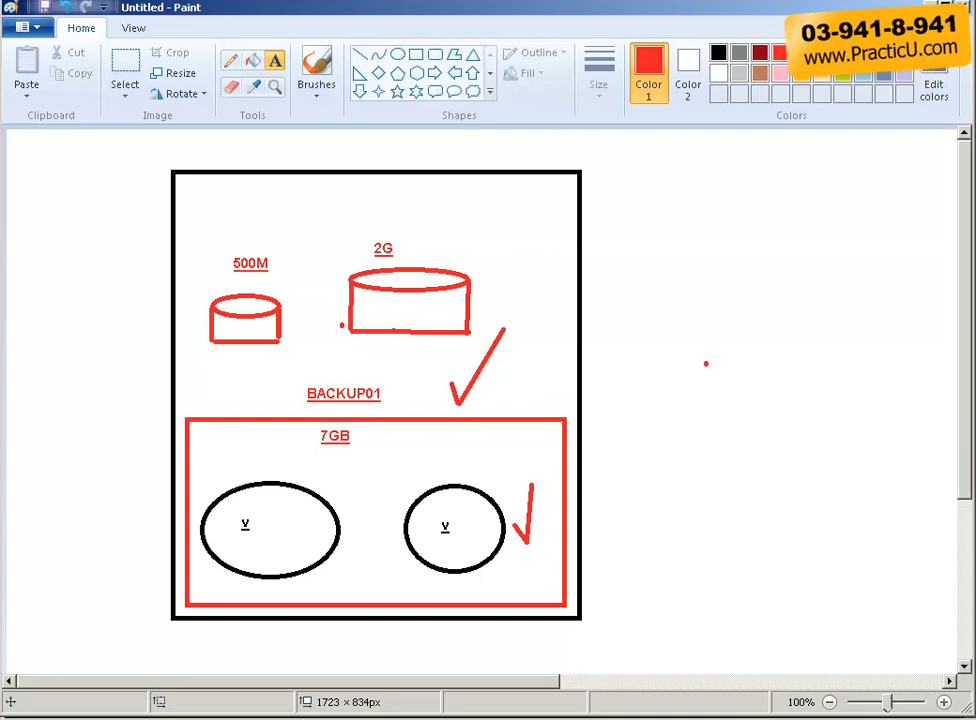 Untitled - Paint
Home
View
Paste
Cut
Copy
Clipboard
Select
Crop
Resize
Rotate
Image
A
Tools
Brushes
Outline
Fill
Shapes
Size
Color
1
Color
2
Edit
colors
Colors
03-941-8-941
www.PracticU.com
2G
500M
BACKUP01
7GB
v
v
1723 × 834px
100%